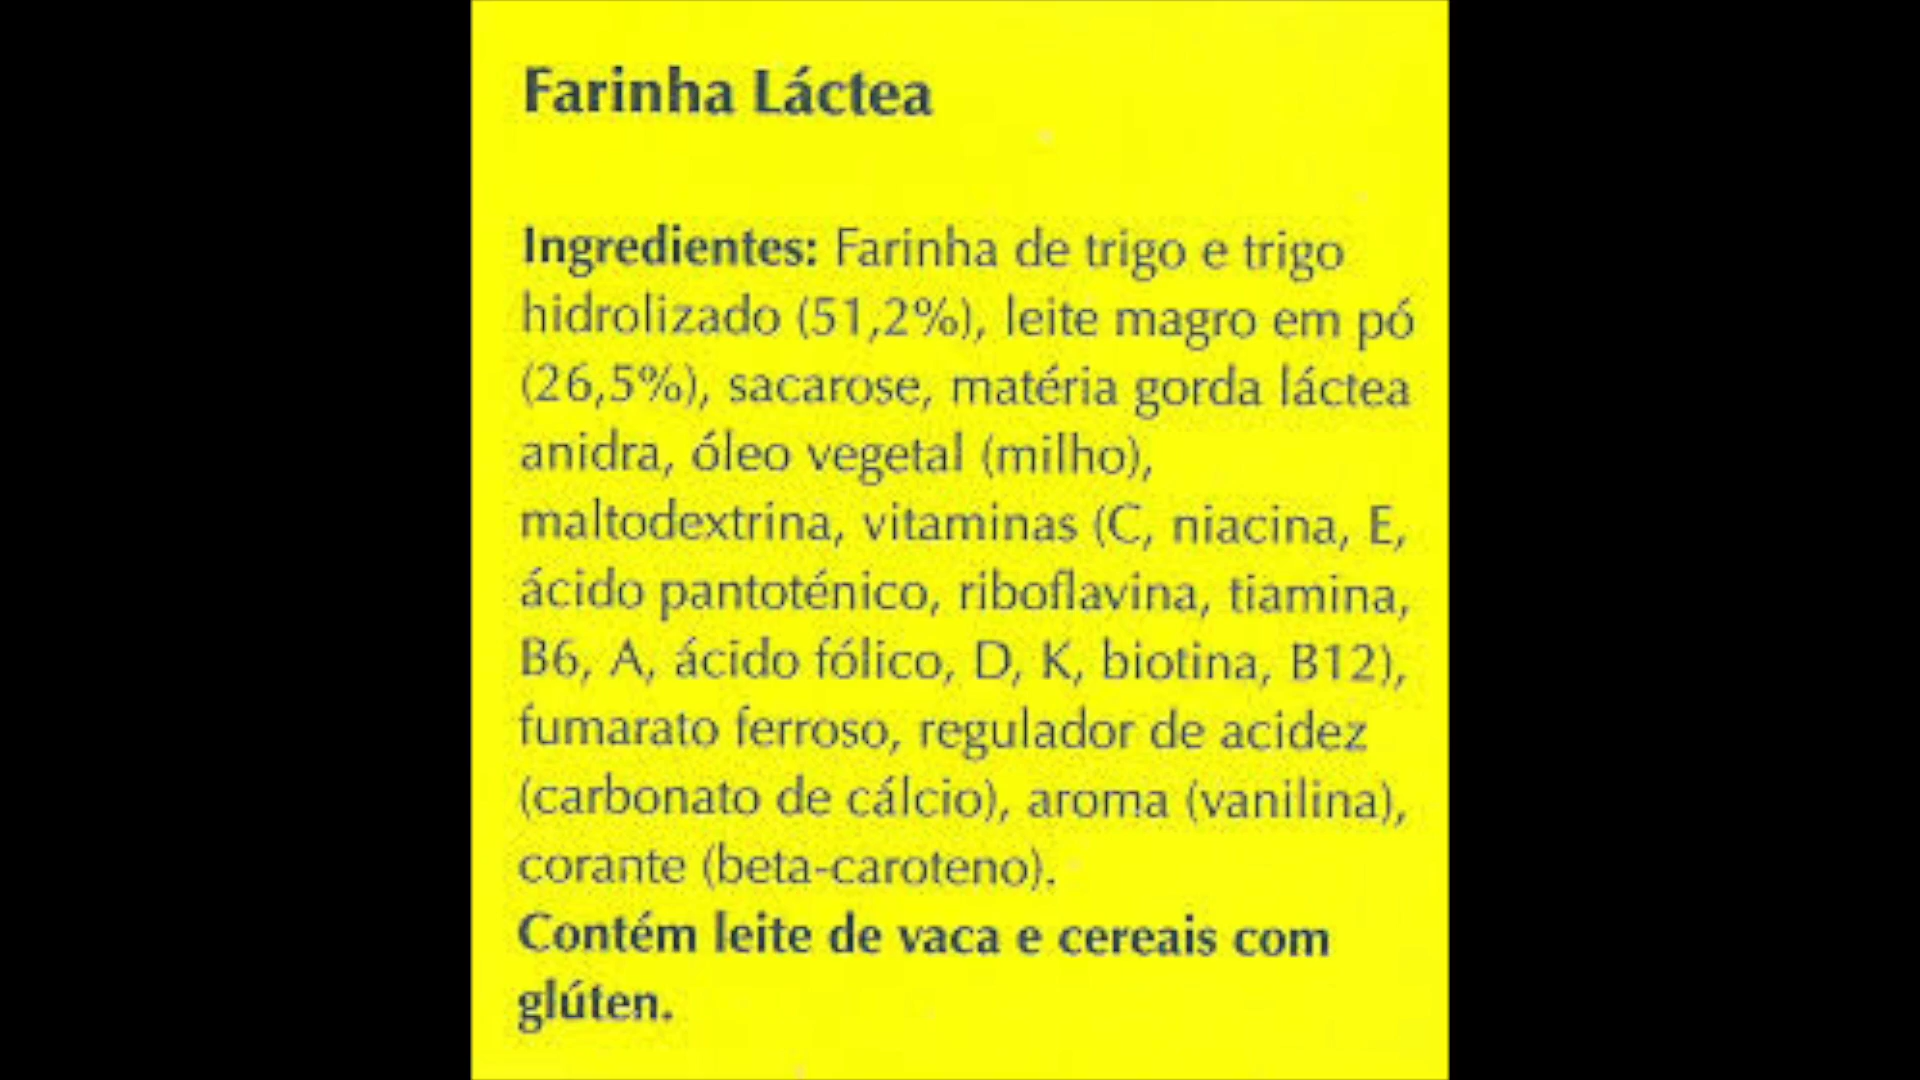 Farinha Láctea
Ingredientes: Farinha de trigo e trigo
hidrolizado (51,2%), leite magro em pó
(26,5%), sacarose, matéria gorda láctea
anidra, óleo vegetal (milho),
maltodextrina, vitaminas (C, niacina, E,
ácido pantoténico, riboflavina, tiamina,
B6, A, ácido fólico, D, K, biotina, B12),
fumarato ferroso, regulador de acidez
(carbonato de cálcio), aroma (vanilina),
corante (beta-caroteno).
Contém leite de vaca e cereais com
glúten.